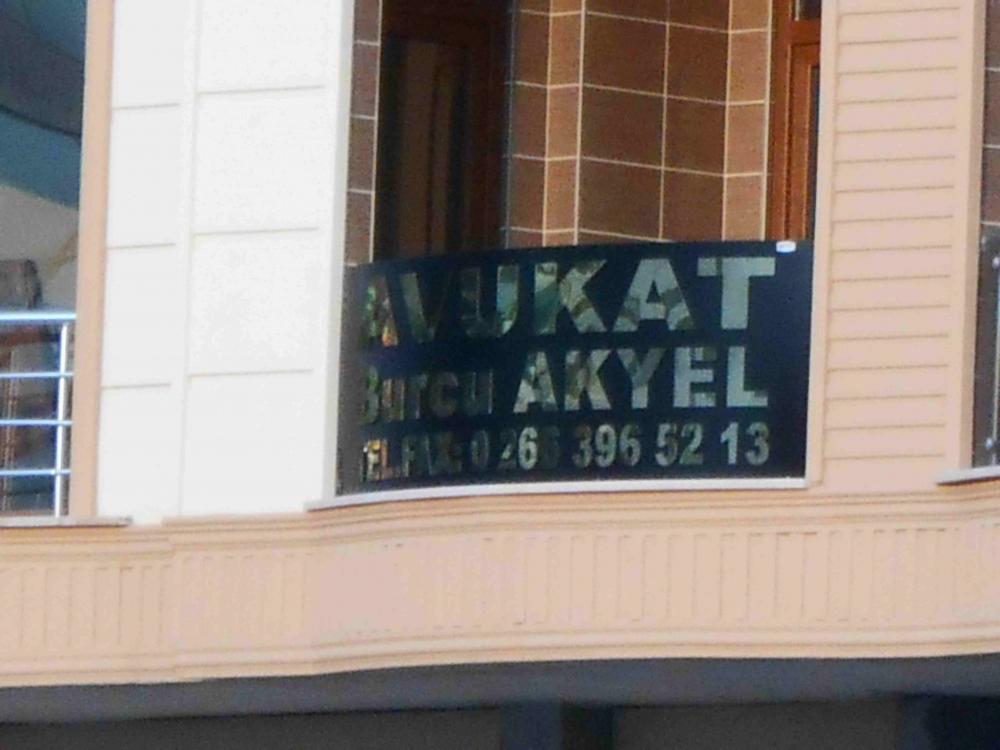 AVUKAT
Burcu AKYEL
TEL.FAX: 0 266 396 52 13